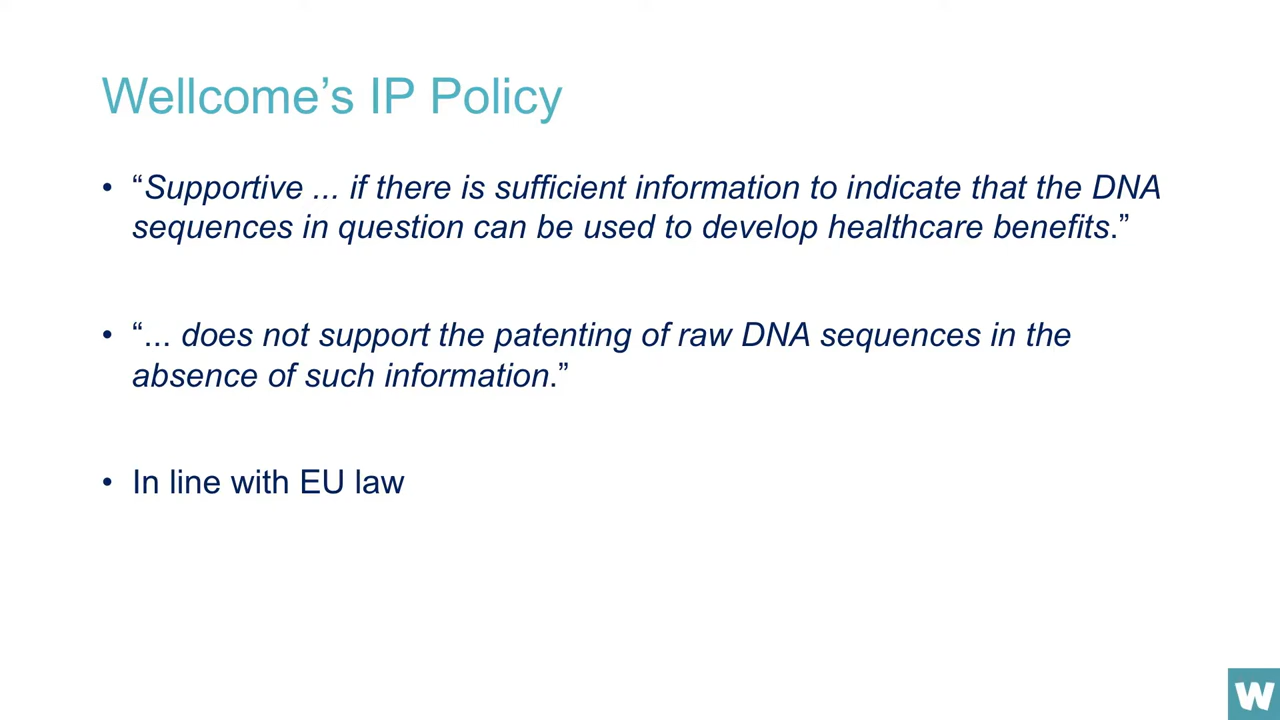 Wellcome’s IP Policy
• “Supportive ... if there is sufficient information to indicate that the DNA
sequences in question can be used to develop healthcare benefits.”
• “... does not support the patenting of raw DNA sequences in the
absence of such information.”
• In line with EU law
W